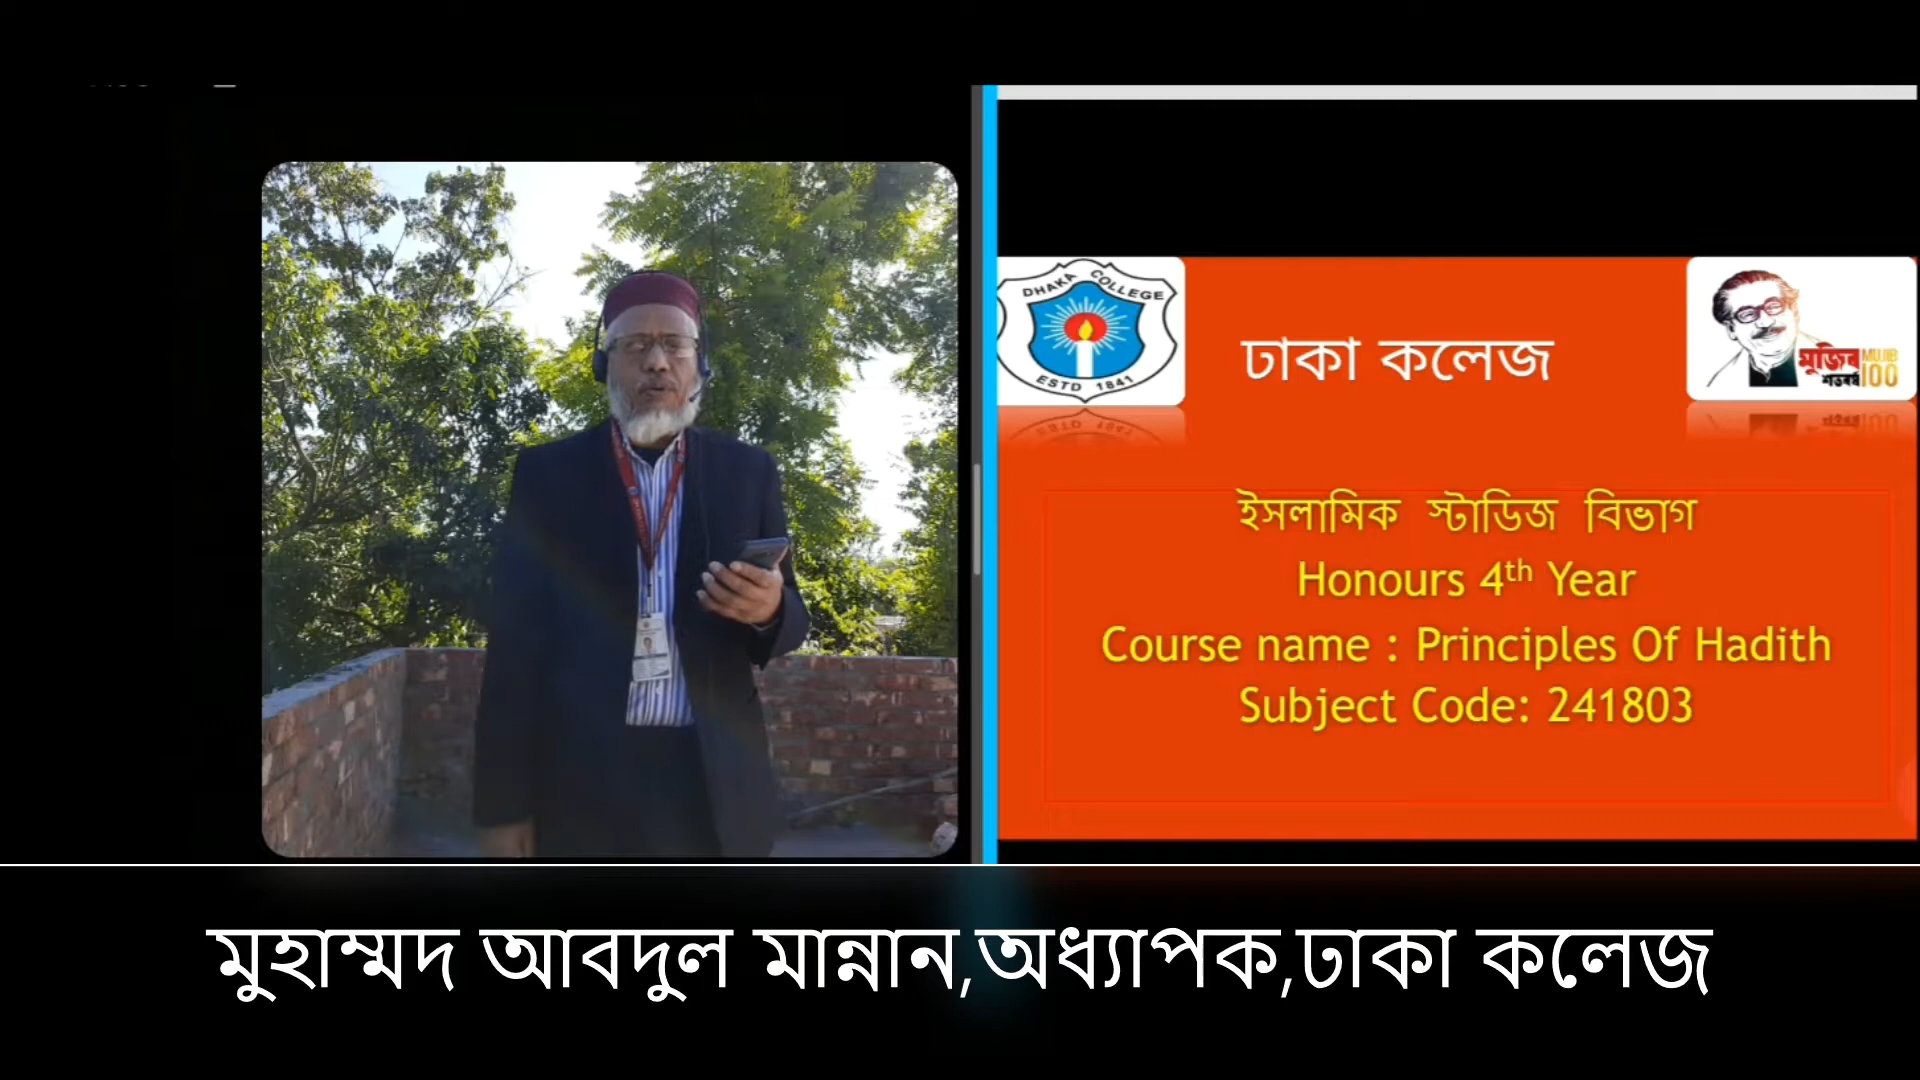 DHAKA COLLEGE
ESTD 1841
ঢাকা কলেজ
মুজিব
শতবর্ষ
MUJIB
100
ইসলামিক স্টাডিজ বিভাগ
Honours 4th Year
Course name : Principles Of Hadith
Subject Code: 241803
মুহাম্মদ আবদুল মান্নান,অধ্যাপক,ঢাকা কলেজ